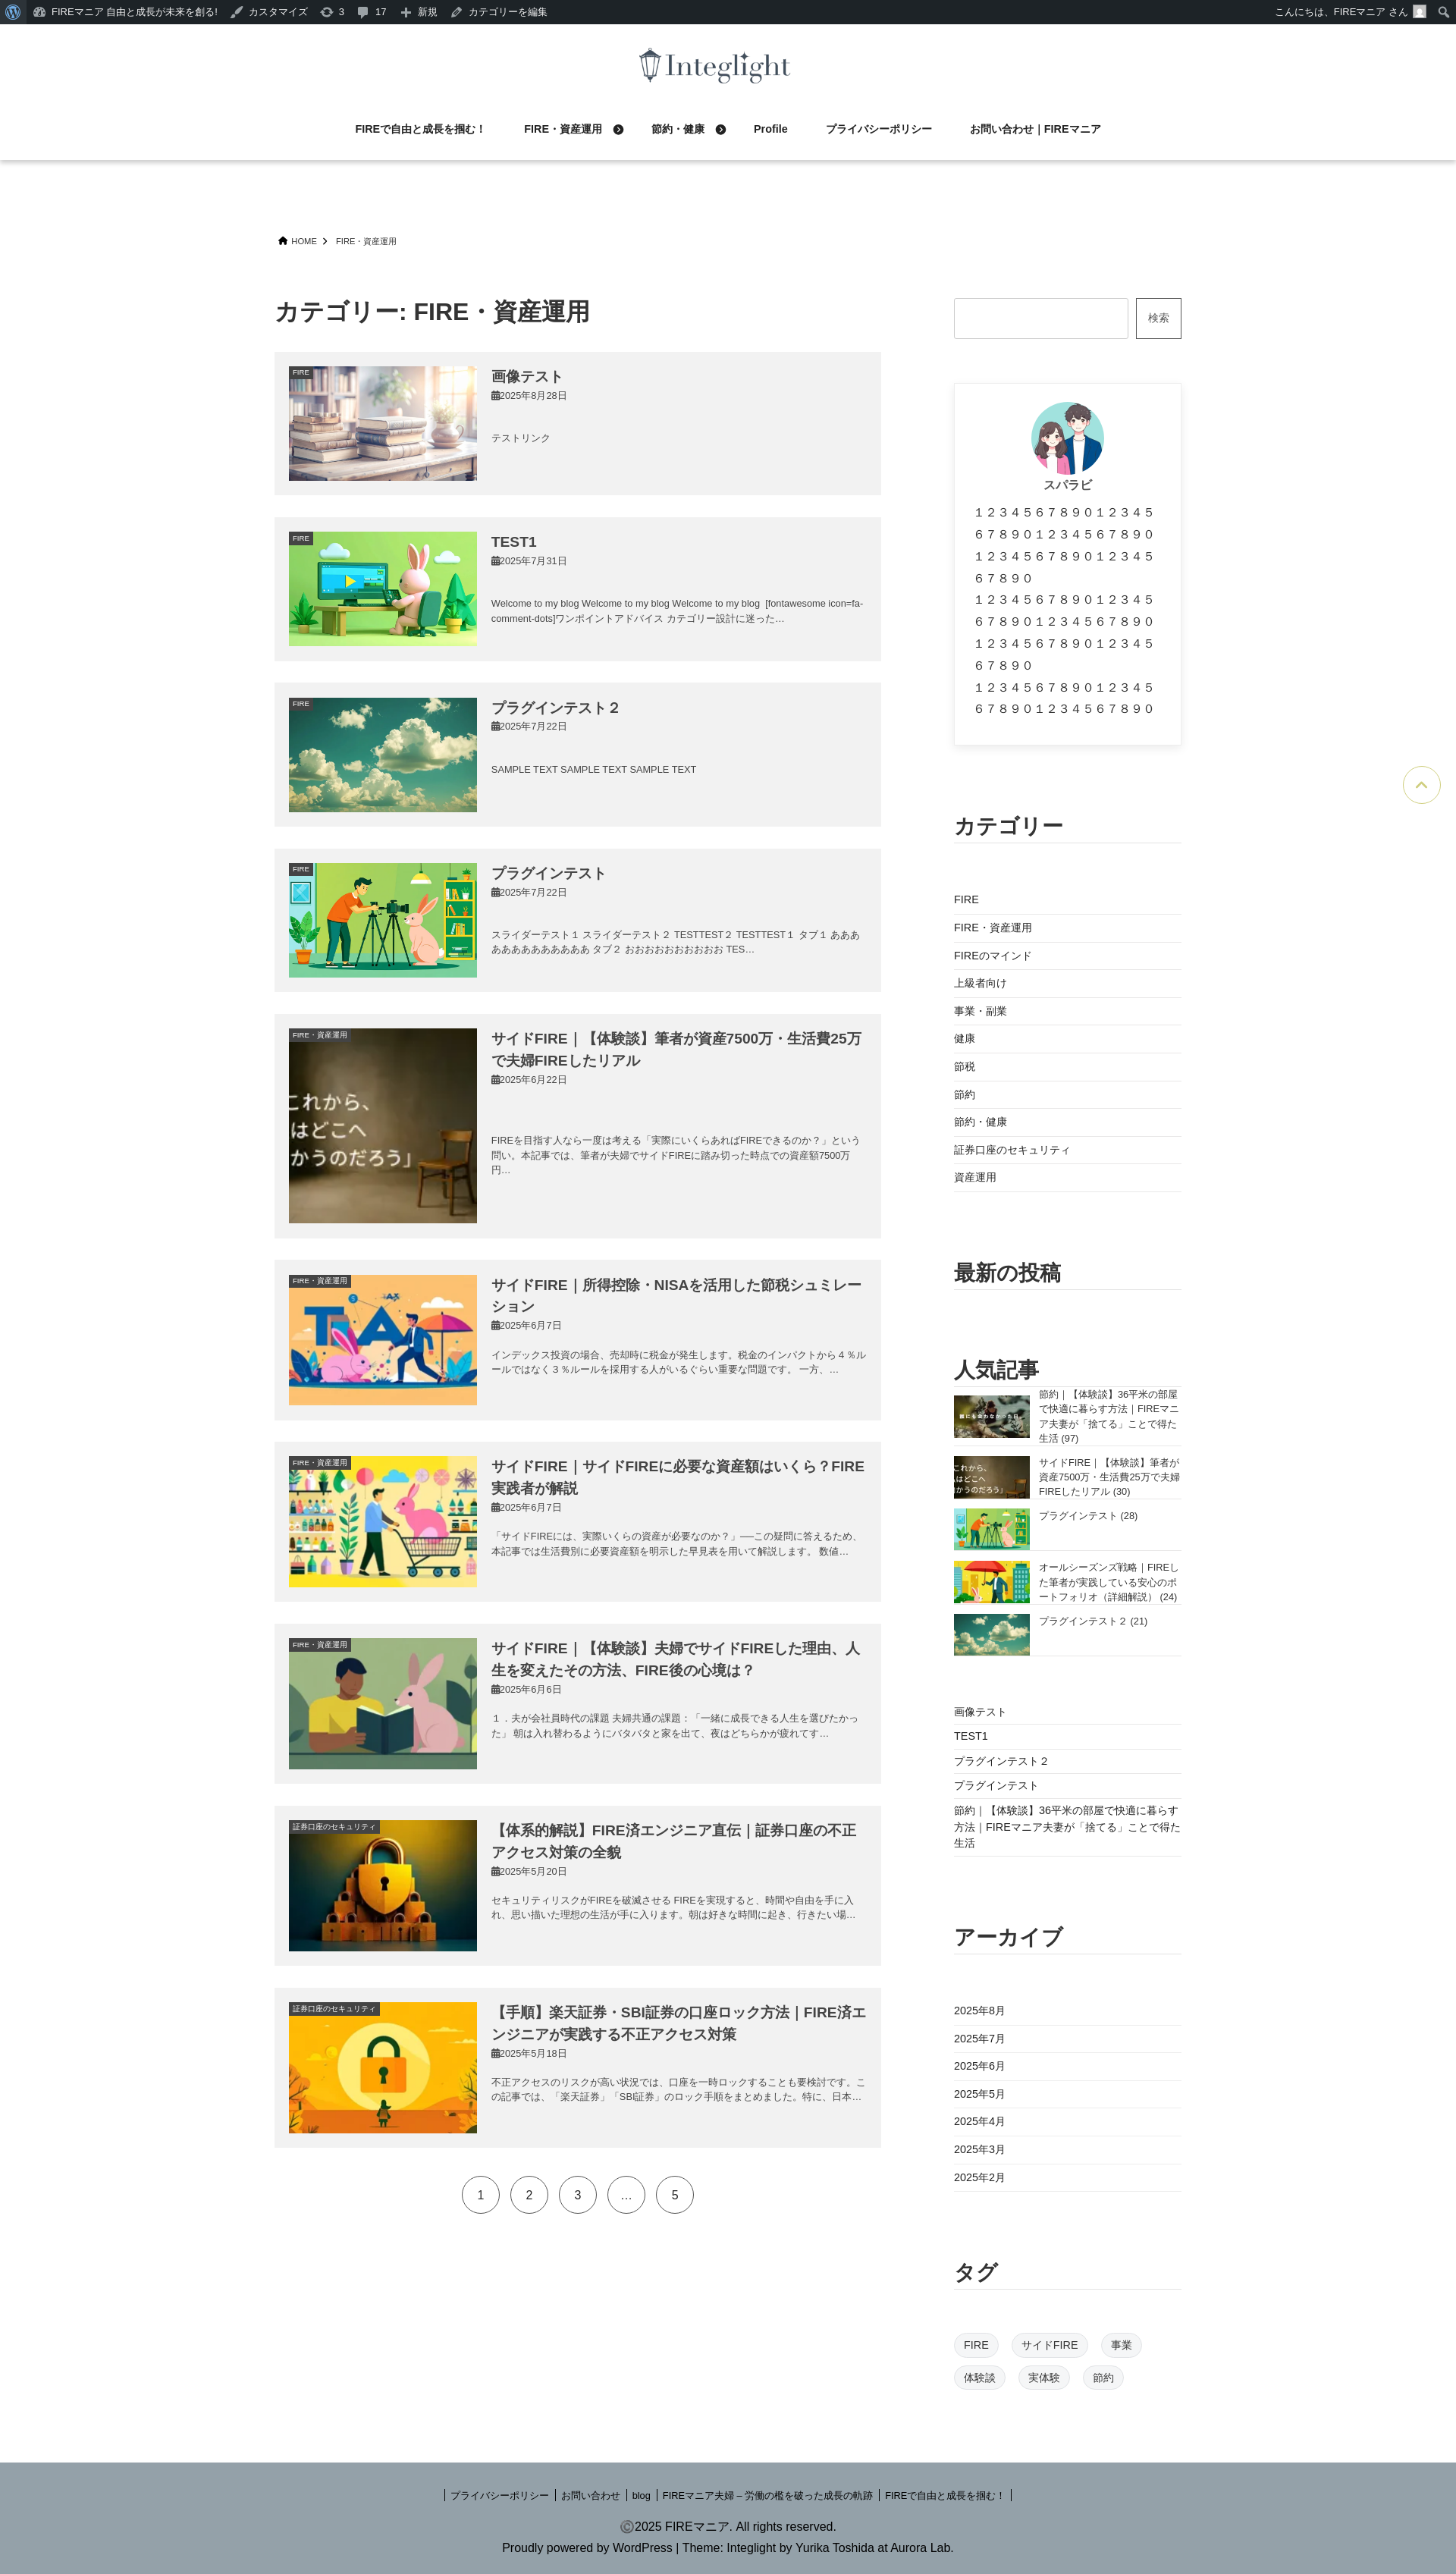 FIREマニア 自由と成長が未来を創る! カスタマイズ 3 17 新規 カテゴリーを編集 こんにちは、FIREマニア さん
Integlight
FIREで自由と成長を掴む！ FIRE・資産運用 節約・健康 Profile プライバシーポリシー お問い合わせ｜FIREマニア
HOME FIRE・資産運用
カテゴリー: FIRE・資産運用
FIRE
画像テスト
2025年8月28日
テストリンク
FIRE
TEST1
2025年7月31日
Welcome to my blog Welcome to my blog Welcome to my blog [fontawesome icon=fa-
comment-dots]ワンポイントアドバイス カテゴリー設計に迷った…
FIRE
プラグインテスト２
2025年7月22日
SAMPLE TEXT SAMPLE TEXT SAMPLE TEXT
FIRE
プラグインテスト
2025年7月22日
スライダーテスト１ スライダーテスト２ TESTTEST２ TESTTEST１ タブ１ あああ
ああああああああああ タブ２ おおおおおおおおおお TES…
FIRE・資産運用
これから、
はどこへ
かうのだろう」
サイドFIRE｜【体験談】筆者が資産7500万・生活費25万
で夫婦FIREしたリアル
2025年6月22日
FIREを目指す人なら一度は考える「実際にいくらあればFIREできるのか？」という
問い。本記事では、筆者が夫婦でサイドFIREに踏み切った時点での資産額7500万
円…
FIRE・資産運用
サイドFIRE｜所得控除・NISAを活用した節税シュミレー
ション
2025年6月7日
インデックス投資の場合、売却時に税金が発生します。税金のインパクトから４％ル
ールではなく３％ルールを採用する人がいるぐらい重要な問題です。 一方、…
FIRE・資産運用
サイドFIRE｜サイドFIREに必要な資産額はいくら？FIRE
実践者が解説
2025年6月7日
「サイドFIREには、実際いくらの資産が必要なのか？」──この疑問に答えるため、
本記事では生活費別に必要資産額を明示した早見表を用いて解説します。 数値…
FIRE・資産運用
サイドFIRE｜【体験談】夫婦でサイドFIREした理由、人
生を変えたその方法、FIRE後の心境は？
2025年6月6日
１．夫が会社員時代の課題 夫婦共通の課題：「一緒に成長できる人生を選びたかっ
た」 朝は入れ替わるようにバタバタと家を出て、夜はどちらかが疲れてす…
証券口座のセキュリティ
【体系的解説】FIRE済エンジニア直伝｜証券口座の不正
アクセス対策の全貌
2025年5月20日
セキュリティリスクがFIREを破滅させる FIREを実現すると、時間や自由を手に入
れ、思い描いた理想の生活が手に入ります。朝は好きな時間に起き、行きたい場…
証券口座のセキュリティ
【手順】楽天証券・SBI証券の口座ロック方法｜FIRE済エ
ンジニアが実践する不正アクセス対策
2025年5月18日
不正アクセスのリスクが高い状況では、口座を一時ロックすることも要検討です。こ
の記事では、「楽天証券」「SBI証券」のロック手順をまとめました。特に、日本…
1 2 3 … 5
検索
スパラビ
１２３４５６７８９０１２３４５
６７８９０１２３４５６７８９０
１２３４５６７８９０１２３４５
６７８９０
１２３４５６７８９０１２３４５
６７８９０１２３４５６７８９０
１２３４５６７８９０１２３４５
６７８９０
１２３４５６７８９０１２３４５
６７８９０１２３４５６７８９０
カテゴリー
FIRE
FIRE・資産運用
FIREのマインド
上級者向け
事業・副業
健康
節税
節約
節約・健康
証券口座のセキュリティ
資産運用
最新の投稿
人気記事
節約｜【体験談】36平米の部屋
で快適に暮らす方法｜FIREマニ
ア夫妻が「捨てる」ことで得た
生活 (97)
これから、
はどこへ
かうのだろう」
サイドFIRE｜【体験談】筆者が
資産7500万・生活費25万で夫婦
FIREしたリアル (30)
プラグインテスト (28)
オールシーズンズ戦略｜FIREし
た筆者が実践している安心のポ
ートフォリオ（詳細解説） (24)
プラグインテスト２ (21)
画像テスト
TEST1
プラグインテスト２
プラグインテスト
節約｜【体験談】36平米の部屋で快適に暮らす
方法｜FIREマニア夫妻が「捨てる」ことで得た
生活
アーカイブ
2025年8月
2025年7月
2025年6月
2025年5月
2025年4月
2025年3月
2025年2月
タグ
FIRE サイドFIRE 事業
体験談 実体験 節約
プライバシーポリシー お問い合わせ blog FIREマニア夫婦 – 労働の檻を破った成長の軌跡 FIREで自由と成長を掴む！
©2025 FIREマニア. All rights reserved.
Proudly powered by WordPress | Theme: Integlight by Yurika Toshida at Aurora Lab.